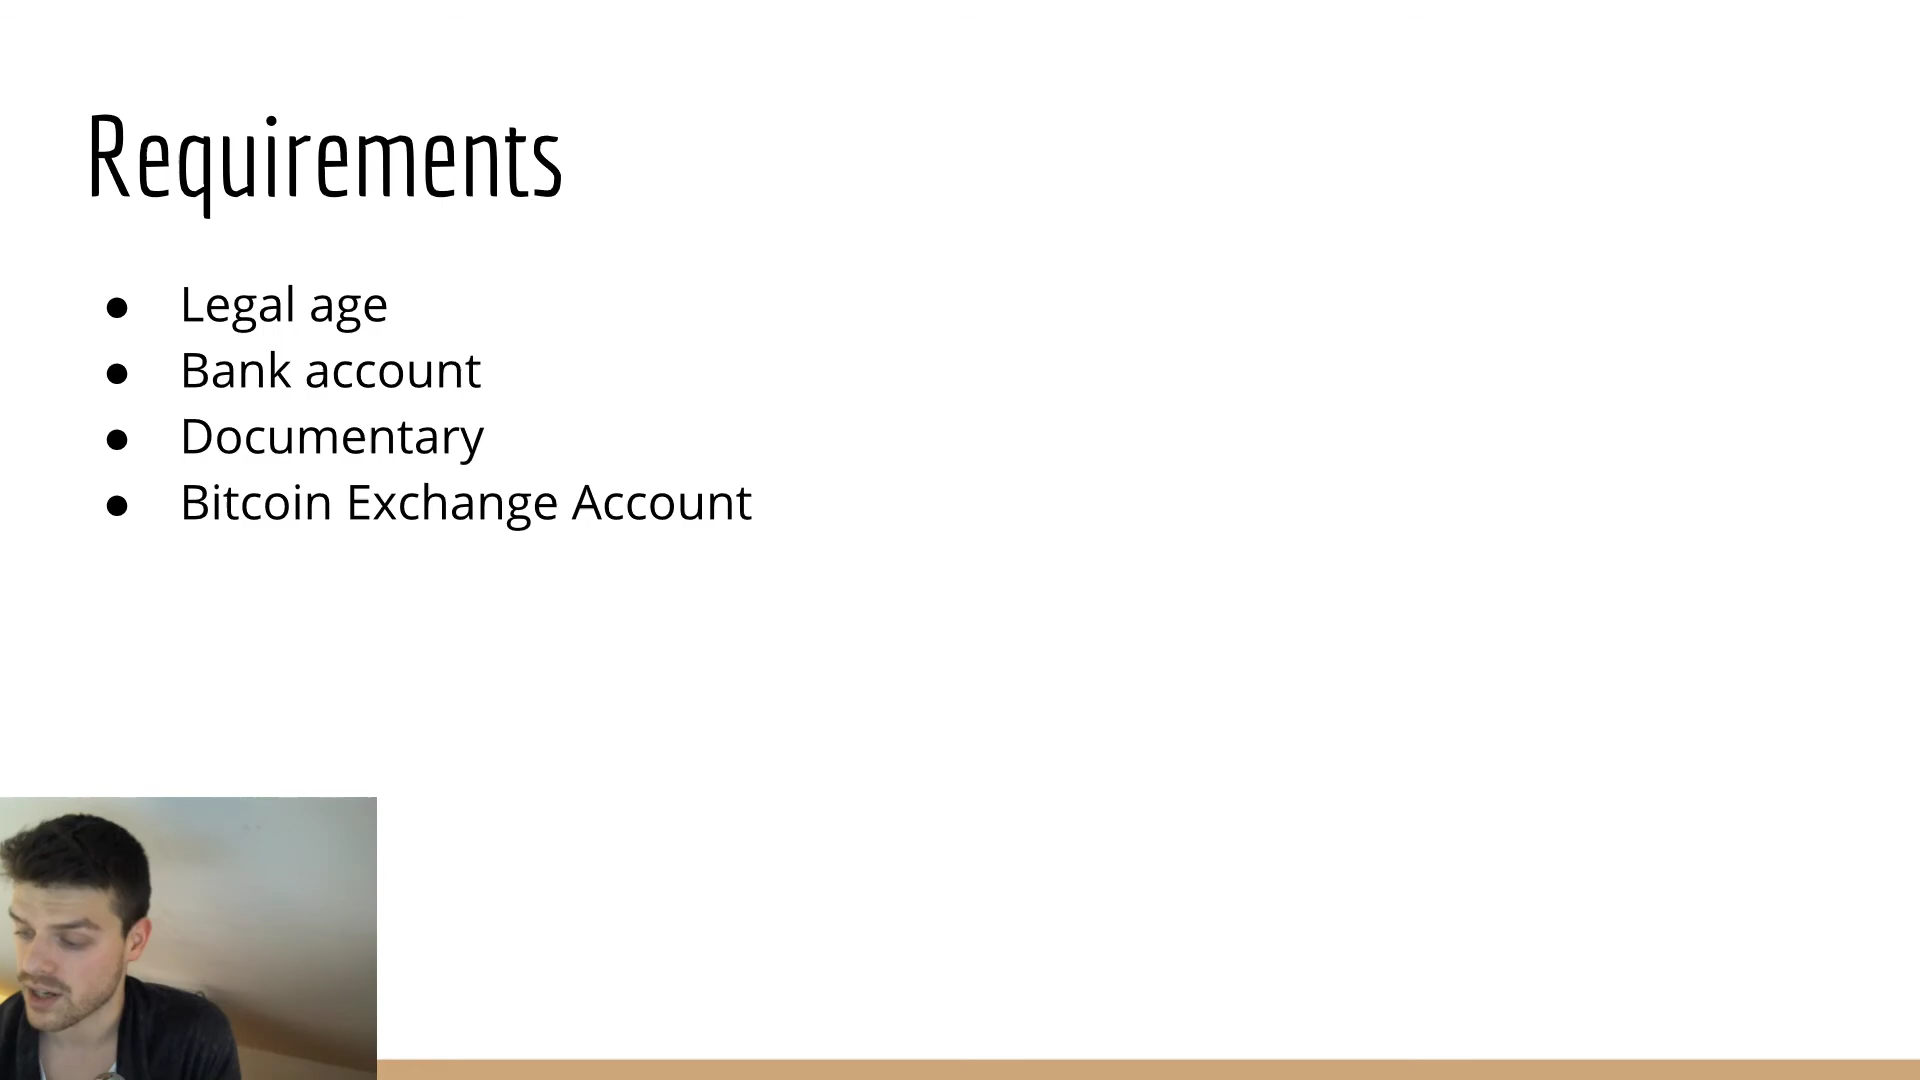 Requirements
● Legal age
● Bank account
● Documentary
● Bitcoin Exchange Account